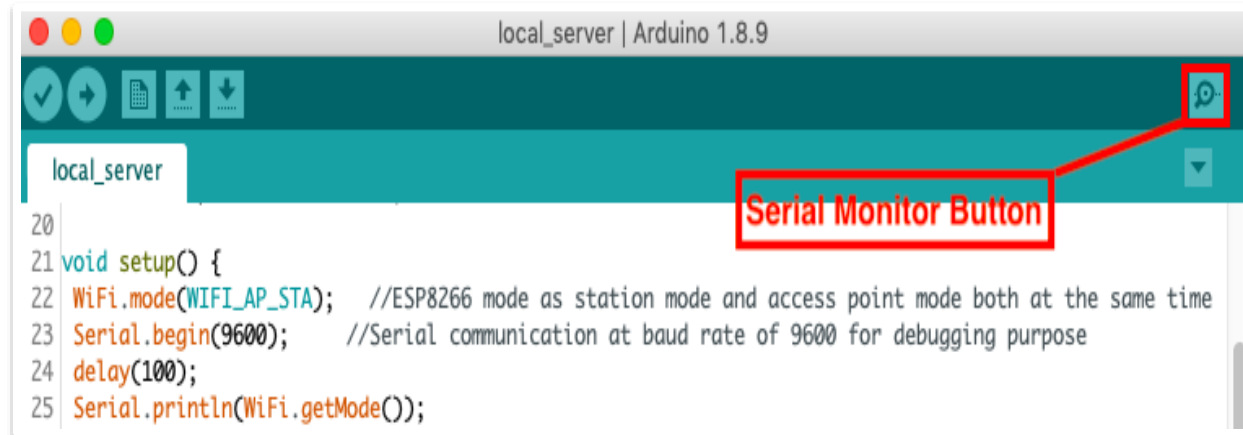 local_server | Arduino 1.8.9
local_server
Serial Monitor Button
20
21 void setup() {
22 WiFi.mode(WIFI_AP_STA); //ESP8266 mode as station mode and access point mode both at the same time
23 Serial.begin(9600); //Serial communication at baud rate of 9600 for debugging purpose
24 delay(100);
25 Serial.println(WiFi.getMode());